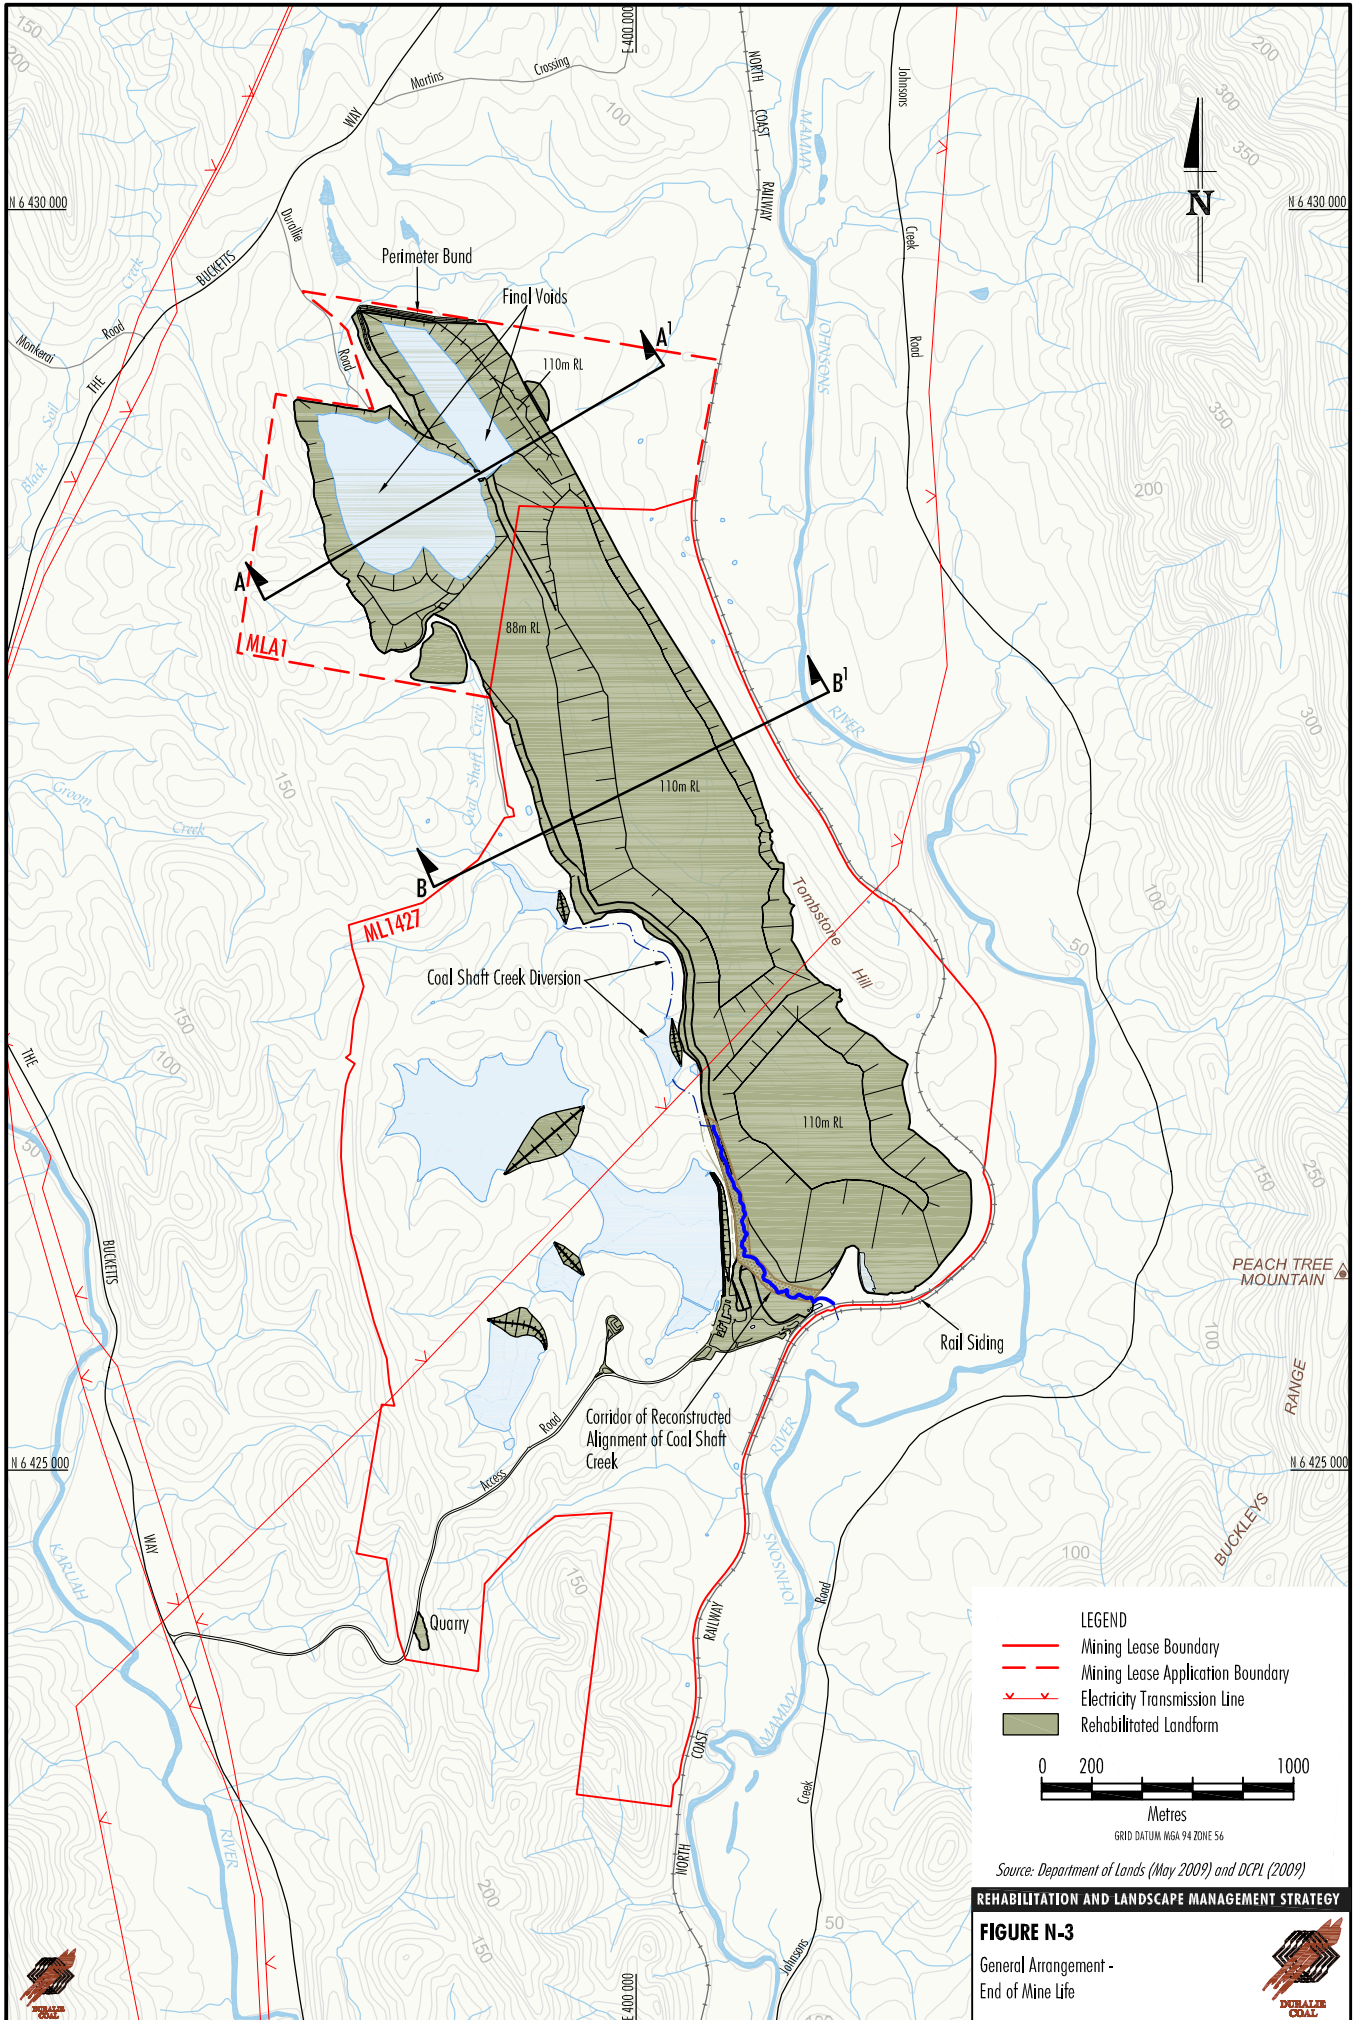 150
200
E 400 000
200
300
350
Martins
Crossing
WAY
100
NORTH
COAST
RAILWAY
MAMMY
JOHNSONS
Johnsons
Creek
Road
N
N 6 430 000
N 6 430 000
Durallie
Road
BUCKETTS
THE
Creek
Soil
Black
Monkerai
Road
Perimeter Bund
Final Voids
A¹
110m RL
350
200
A
MLA1
88m RL
B¹
RIVER
300
Coal Shaft Creek
150
110m RL
Groom
Creek
B
ML1427
Tombstone
Hill
100
50
Coal Shaft Creek Diversion
150
100
THE
50
110m RL
150
250
BUCKETTS
PEACH TREE
MOUNTAIN
Rail Siding
100
RANGE
Corridor of Reconstructed
Alignment of Coal Shaft
Creek
RIVER
Road
Access
N 6 425 000
N 6 425 000
WAY
KARUAH
JOHNSONS
BUCKLEYS
100
150
Road
RAILWAY
Quarry
MAMMY
COAST
Creek
NORTH
RIVER
200
150
50
Johnsons
E 400 000
LEGEND
Mining Lease Boundary
Mining Lease Application Boundary
Electricity Transmission Line
Rehabilitated Landform
0 200 1000
Metres
GRID DATUM MGA 94 ZONE 56
Source: Department of Lands (May 2009) and DCPL (2009)
REHABILITATION AND LANDSCAPE MANAGEMENT STRATEGY
FIGURE N-3
General Arrangement -
End of Mine Life
DURALIE
COAL
DURALIE
COAL